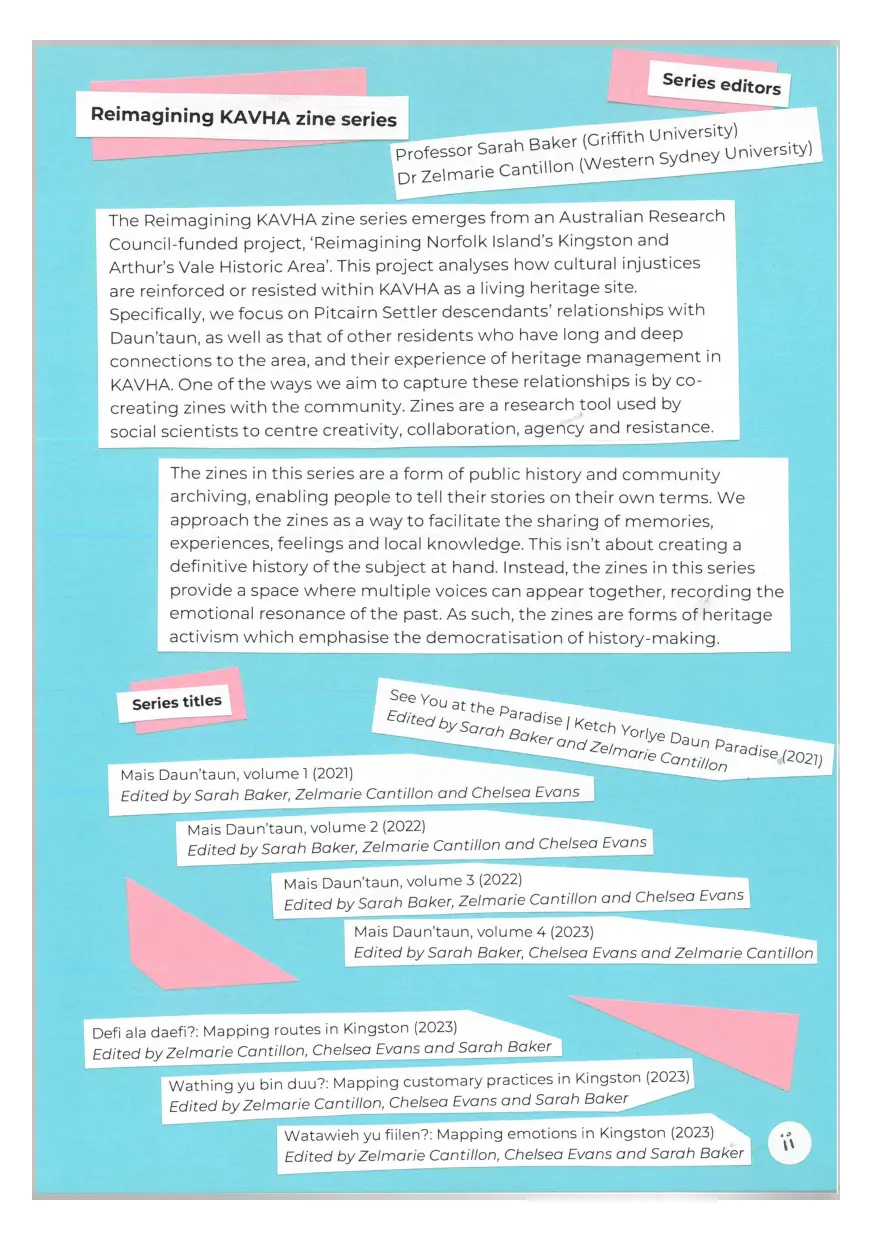 Reimagining KAVHA zine series
Series editors
Professor Sarah Baker (Griffith University)
Dr Zelmarie Cantillon (Western Sydney University)
The Reimagining KAVHA zine series emerges from an Australian Research
Council-funded project, ‘Reimagining Norfolk Island’s Kingston and
Arthur’s Vale Historic Area’. This project analyses how cultural injustices
are reinforced or resisted within KAVHA as a living heritage site.
Specifically, we focus on Pitcairn Settler descendants’ relationships with
Daun’taun, as well as that of other residents who have long and deep
connections to the area, and their experience of heritage management in
KAVHA. One of the ways we aim to capture these relationships is by co-
creating zines with the community. Zines are a research tool used by
social scientists to centre creativity, collaboration, agency and resistance.
The zines in this series are a form of public history and community
archiving, enabling people to tell their stories on their own terms. We
approach the zines as a way to facilitate the sharing of memories,
experiences, feelings and local knowledge. This isn’t about creating a
definitive history of the subject at hand. Instead, the zines in this series
provide a space where multiple voices can appear together, recording the
emotional resonance of the past. As such, the zines are forms of heritage
activism which emphasise the democratisation of history-making.
Series titles
See You at the Paradise | Ketch Yorlye Daun Paradise (2021)
Edited by Sarah Baker and Zelmarie Cantillon
Mais Daun’taun, volume 1 (2021)
Edited by Sarah Baker, Zelmarie Cantillon and Chelsea Evans
Mais Daun’taun, volume 2 (2022)
Edited by Sarah Baker, Zelmarie Cantillon and Chelsea Evans
Mais Daun’taun, volume 3 (2022)
Edited by Sarah Baker, Zelmarie Cantillon and Chelsea Evans
Mais Daun’taun, volume 4 (2023)
Edited by Sarah Baker, Chelsea Evans and Zelmarie Cantillon
Defi ala daefi?: Mapping routes in Kingston (2023)
Edited by Zelmarie Cantillon, Chelsea Evans and Sarah Baker
Wathing yu bin duu?: Mapping customary practices in Kingston (2023)
Edited by Zelmarie Cantillon, Chelsea Evans and Sarah Baker
Watawieh yu fiilen?: Mapping emotions in Kingston (2023)
Edited by Zelmarie Cantillon, Chelsea Evans and Sarah Baker
ii